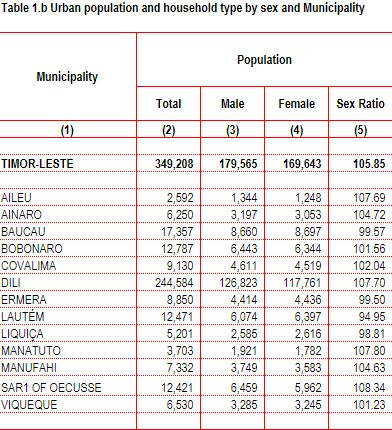 Table 1.b Urban population and household type by sex and Municipality
Municipality Population
Total Male Female Sex Ratio
(1) (2) (3) (4) (5)
TIMOR-LESTE 349,208 179,565 169,643 105.85
AILEU 2,592 1,344 1,248 107.69
AINARO 6,250 3,197 3,053 104.72
BAUCAU 17,357 8,660 8,697 99.57
BOBONARO 12,787 6,443 6,344 101.56
COVALIMA 9,130 4,611 4,519 102.04
DILI 244,584 126,823 117,761 107.70
ERMERA 8,850 4,414 4,436 99.50
LAUTÉM 12,471 6,074 6,397 94.95
LIQUIÇA 5,201 2,585 2,616 98.81
MANATUTO 3,703 1,921 1,782 107.80
MANUFAHI 7,332 3,749 3,583 104.63
SAR1 OF OECUSSE 12,421 6,459 5,962 108.34
VIQUEQUE 6,530 3,285 3,245 101.23